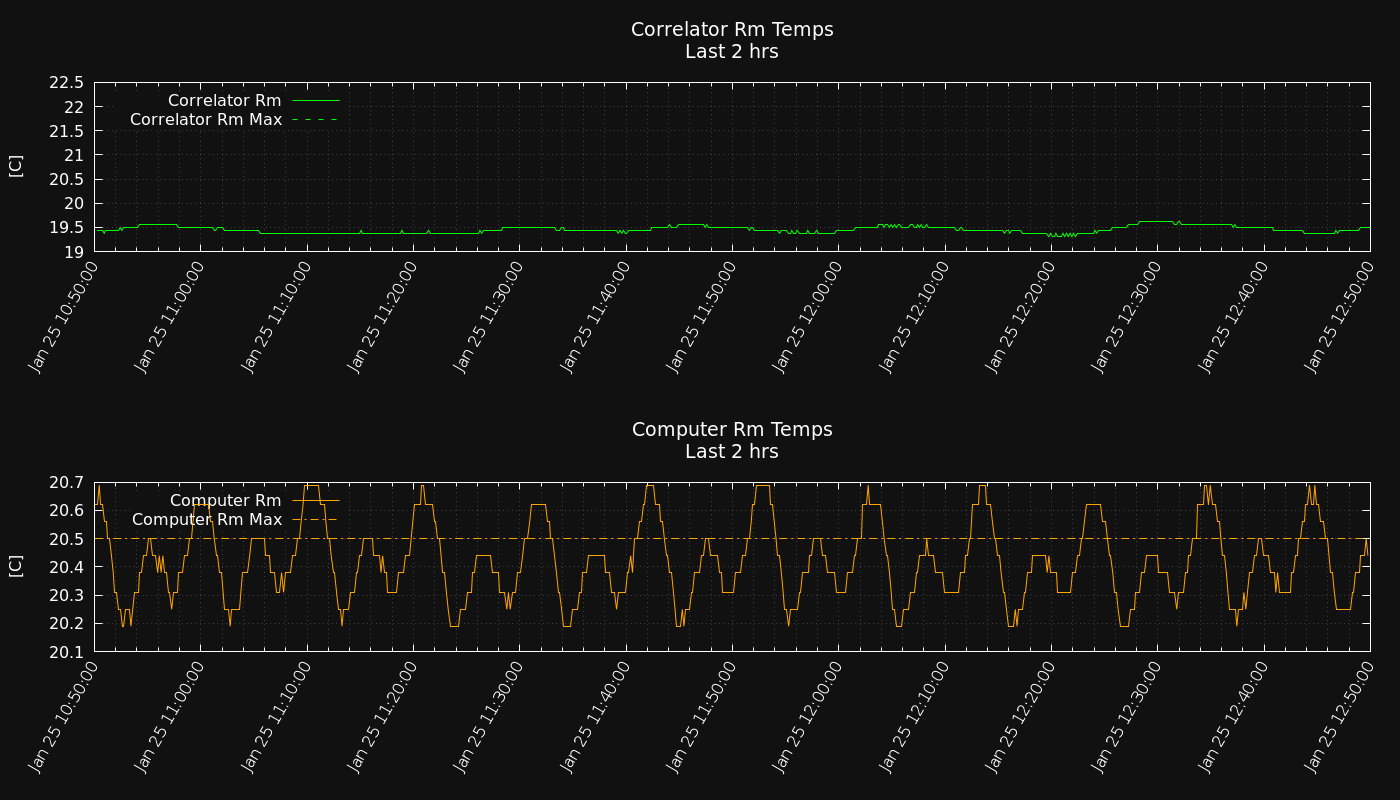 Correlator Rm Temps
Last 2 hrs
22.5
22
21.5
21
20.5
20
19.5
19
[C]
Correlator Rm
Correlator Rm Max
Jan 25 10:50:00
Jan 25 11:00:00
Jan 25 11:10:00
Jan 25 11:20:00
Jan 25 11:30:00
Jan 25 11:40:00
Jan 25 11:50:00
Jan 25 12:00:00
Jan 25 12:10:00
Jan 25 12:20:00
Jan 25 12:30:00
Jan 25 12:40:00
Jan 25 12:50:00
Computer Rm Temps
Last 2 hrs
20.7
20.6
20.5
20.4
20.3
20.2
20.1
[C]
Computer Rm
Computer Rm Max
Jan 25 10:50:00
Jan 25 11:00:00
Jan 25 11:10:00
Jan 25 11:20:00
Jan 25 11:30:00
Jan 25 11:40:00
Jan 25 11:50:00
Jan 25 12:00:00
Jan 25 12:10:00
Jan 25 12:20:00
Jan 25 12:30:00
Jan 25 12:40:00
Jan 25 12:50:00